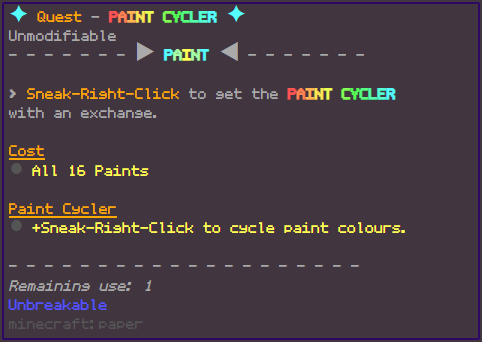 ✦ Quest - PAINT CYCLER ✦
Unmodifiable
- - - - - - - ▶ PAINT ◀ - - - - - - -
> Sneak-Right-Click to get the PAINT CYCLER
with an exchange.
Cost
● All 16 Paints
Paint Cycler
● +Sneak-Right-Click to cycle paint colours.
- - - - - - - - - - - - - - - - - - - - -
Remaining use: 1
Unbreakable
minecraft:paper